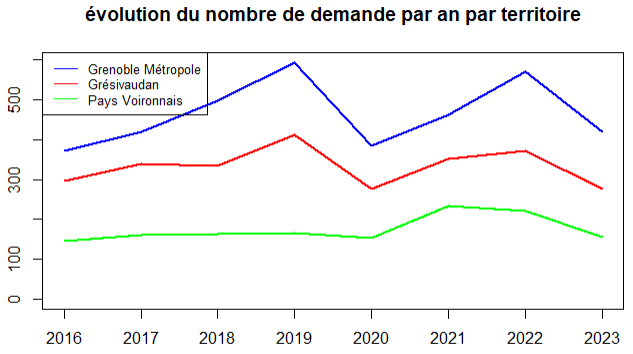 évolution du nombre de demande par an par territoire
Grenoble Métropole
Grésivaudan
Pays Voironnais
500
300
100
0
2016 2017 2018 2019 2020 2021 2022 2023